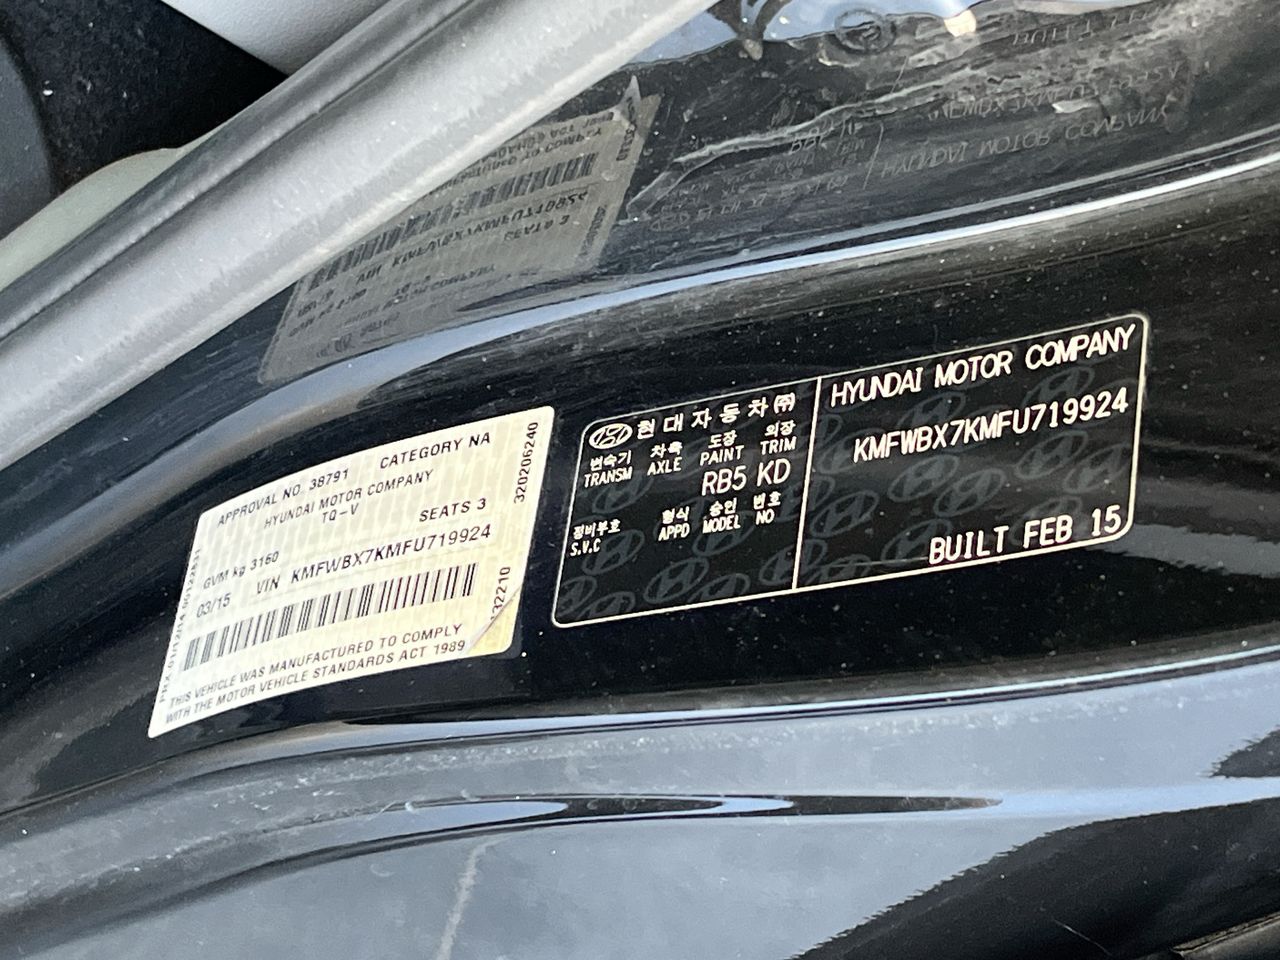 APPROVAL NO. 38791 CATEGORY NA
HYUNDAI MOTOR COMPANY
TQ-V
SEATS 3
GVM kg 3160
03/15 VIN KMFWBX7KMFU719924
THIS VEHICLE WAS MANUFACTURED TO COMPLY
WITH THE MOTOR VEHICLE STANDARDS ACT 1989
320206240
32210
현대자동차(주)
변속기 차축 도장 외장
TRANSM AXLE PAINT TRIM
RB5 KD
정비부호 형식 승인 번호
S.V.C APPD MODEL NO
HYUNDAI MOTOR COMPANY
KMFWBX7KMFU719924
BUILT FEB 15